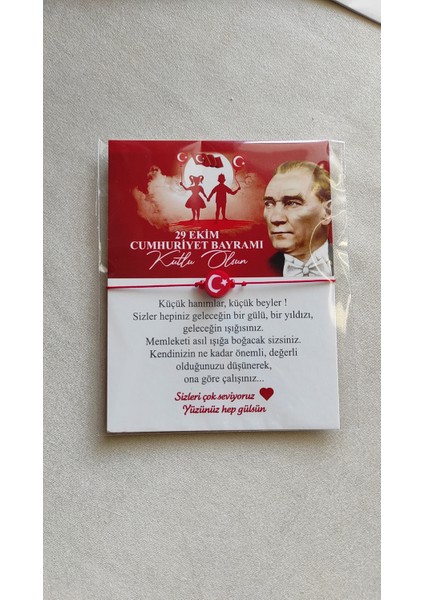 29 EKİM
CUMHURİYET BAYRAMI
Kutlu Olsun
Küçük hanımlar, küçük beyler !
Sizler hepiniz geleceğin bir gülü, bir yıldızı,
geleceğin ışığısınız.
Memleketi asıl ışığa boğacak sizsiniz.
Kendinizin ne kadar önemli, değerli
olduğunuzu düşünerek,
ona göre çalışınız...
Sizleri çok seviyoruz
Yüzünüz hep gülsün